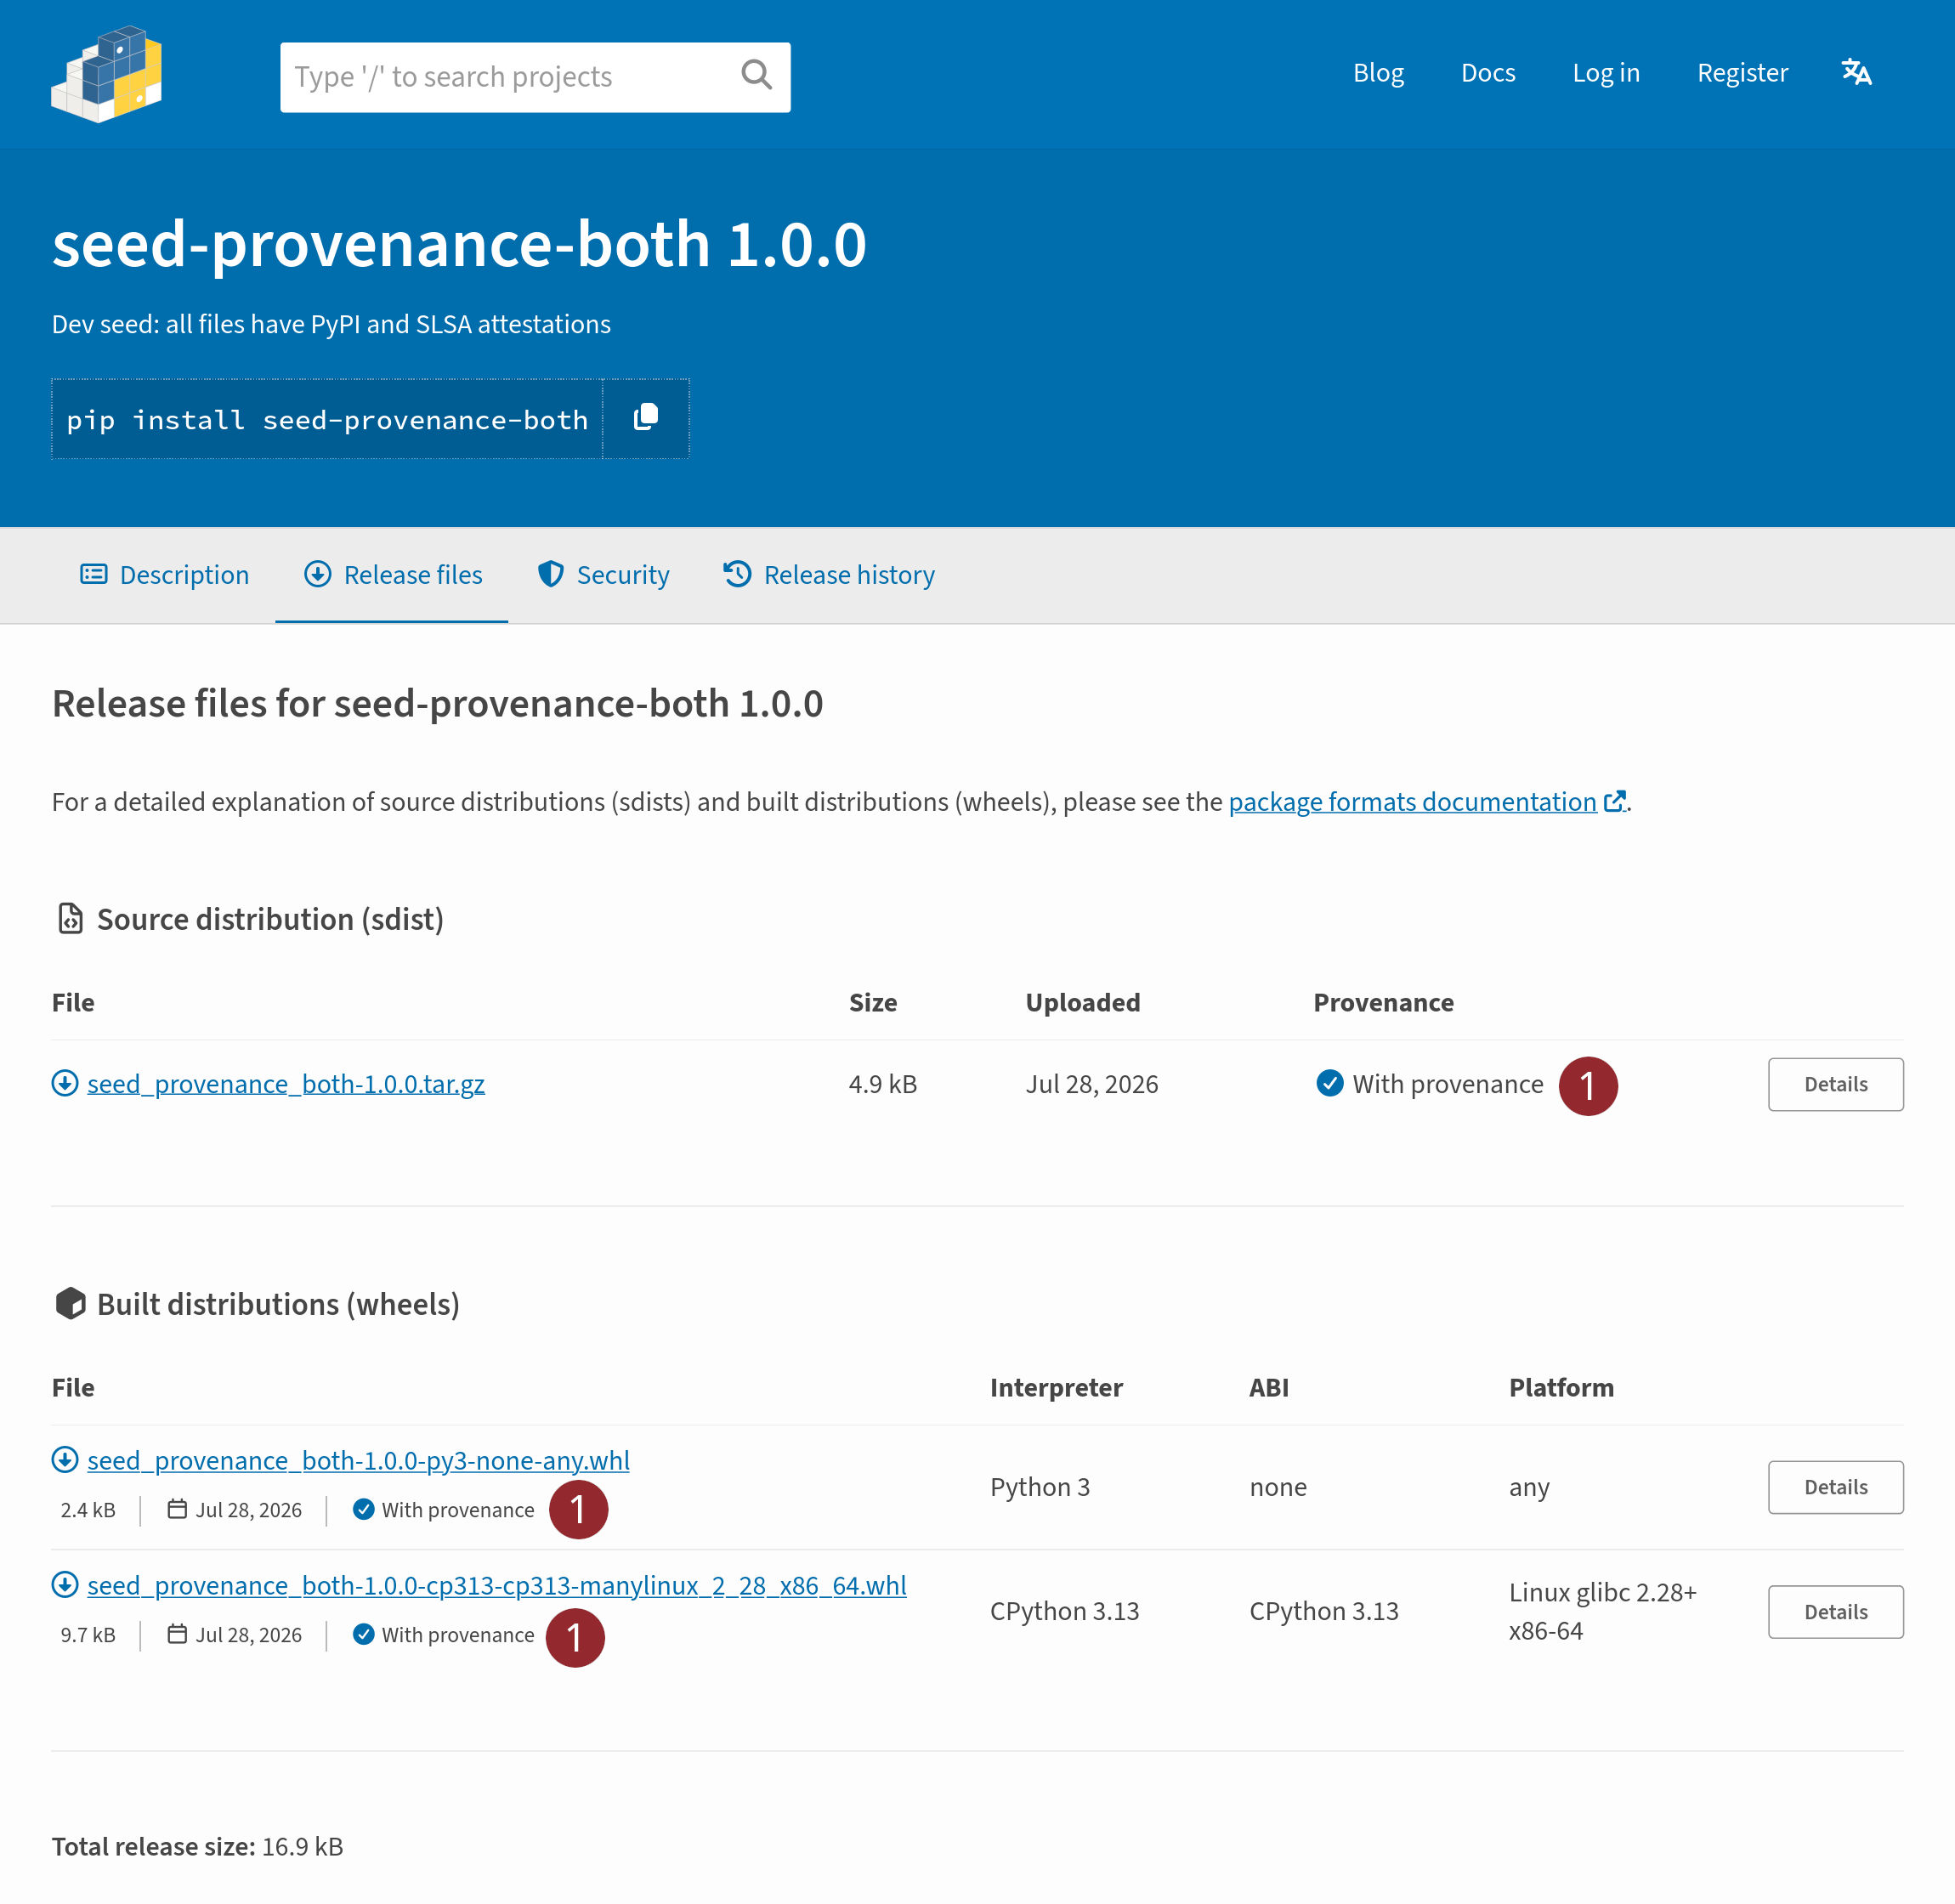 Type '/' to search projects
Blog Docs Log in Register
seed-provenance-both 1.0.0
Dev seed: all files have PyPI and SLSA attestations
pip install seed-provenance-both
Description Release files Security Release history
Release files for seed-provenance-both 1.0.0
For a detailed explanation of source distributions (sdists) and built distributions (wheels), please see the package formats documentation.
Source distribution (sdist)
File Size Uploaded Provenance
seed_provenance_both-1.0.0.tar.gz 4.9 kB Jul 28, 2026 With provenance 1 Details
Built distributions (wheels)
File Interpreter ABI Platform
seed_provenance_both-1.0.0-py3-none-any.whl
2.4 kB Jul 28, 2026 With provenance 1
Python 3 none any Details
seed_provenance_both-1.0.0-cp313-cp313-manylinux_2_28_x86_64.whl
9.7 kB Jul 28, 2026 With provenance 1
CPython 3.13 CPython 3.13 Linux glibc 2.28+
x86-64
Details
Total release size: 16.9 kB